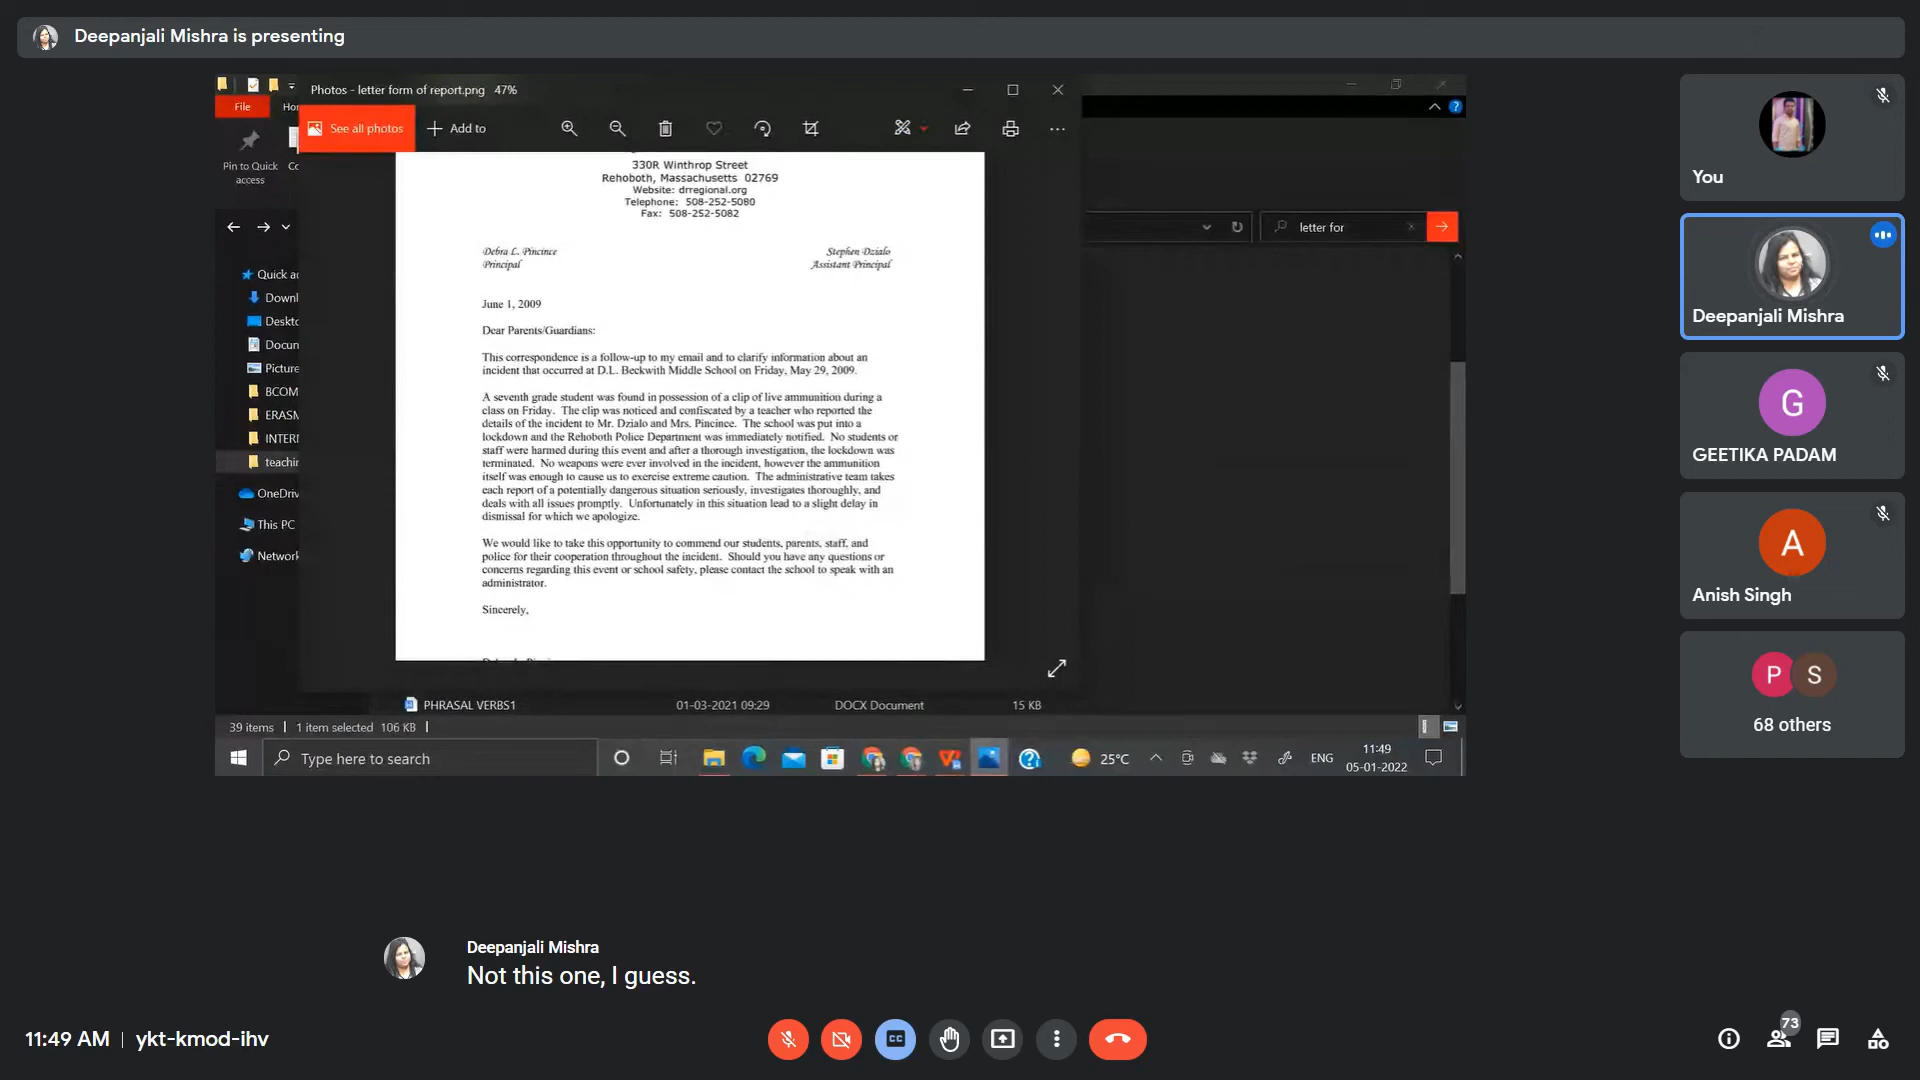 Deepanjali Mishra is presenting
Photos - letter form of report.png 47%
File
See all photos
Add to
Pin to Quick
access
330R Winthrop Street
Rehoboth, Massachusetts 02769
Website: drregional.org
Telephone: 508-252-5080
Fax: 508-252-5082
Debra L. Pincince
Principal
Stephen Dzialo
Assistant Principal
June 1, 2009
Dear Parents/Guardians:
This correspondence is a follow-up to my email and to clarify information about an
incident that occurred at D.L. Beckwith Middle School on Friday, May 29, 2009.
A seventh grade student was found in possession of a clip of live ammunition during a
class on Friday. The clip was noticed and confiscated by a teacher who reported the
details of the incident to Mr. Dzialo and Mrs. Pincince. The school was put into a
lockdown and the Rehoboth Police Department was immediately notified. No students or
staff were harmed during this event and after a thorough investigation, the lockdown was
terminated. No weapons were ever involved in the incident, however the ammunition
itself was enough to cause us to exercise extreme caution. The administrative team takes
each report of a potentially dangerous situation seriously, investigates thoroughly, and
deals with all issues promptly. Unfortunately in this situation lead to a slight delay in
dismissal for which we apologize.
We would like to take this opportunity to commend our students, parents, staff, and
police for their cooperation throughout the incident. Should you have any questions or
concerns regarding this event or school safety, please contact the school to speak with an
administrator.
Sincerely,
letter for
Quick ac
Downl
Deskto
Docun
Picture
BCOM
ERASM
INTERN
teachin
OneDriv
This PC
Network
PHRASAL VERBS1 01-03-2021 09:29 DOCX Document 15 KB
39 items 1 item selected 106 KB
Type here to search
25°C
ENG
11:49
05-01-2022
You
Deepanjali Mishra
G
GEETIKA PADAM
A
Anish Singh
P S
68 others
Deepanjali Mishra
Not this one, I guess.
11:49 AM | ykt-kmod-ihv
CC
73